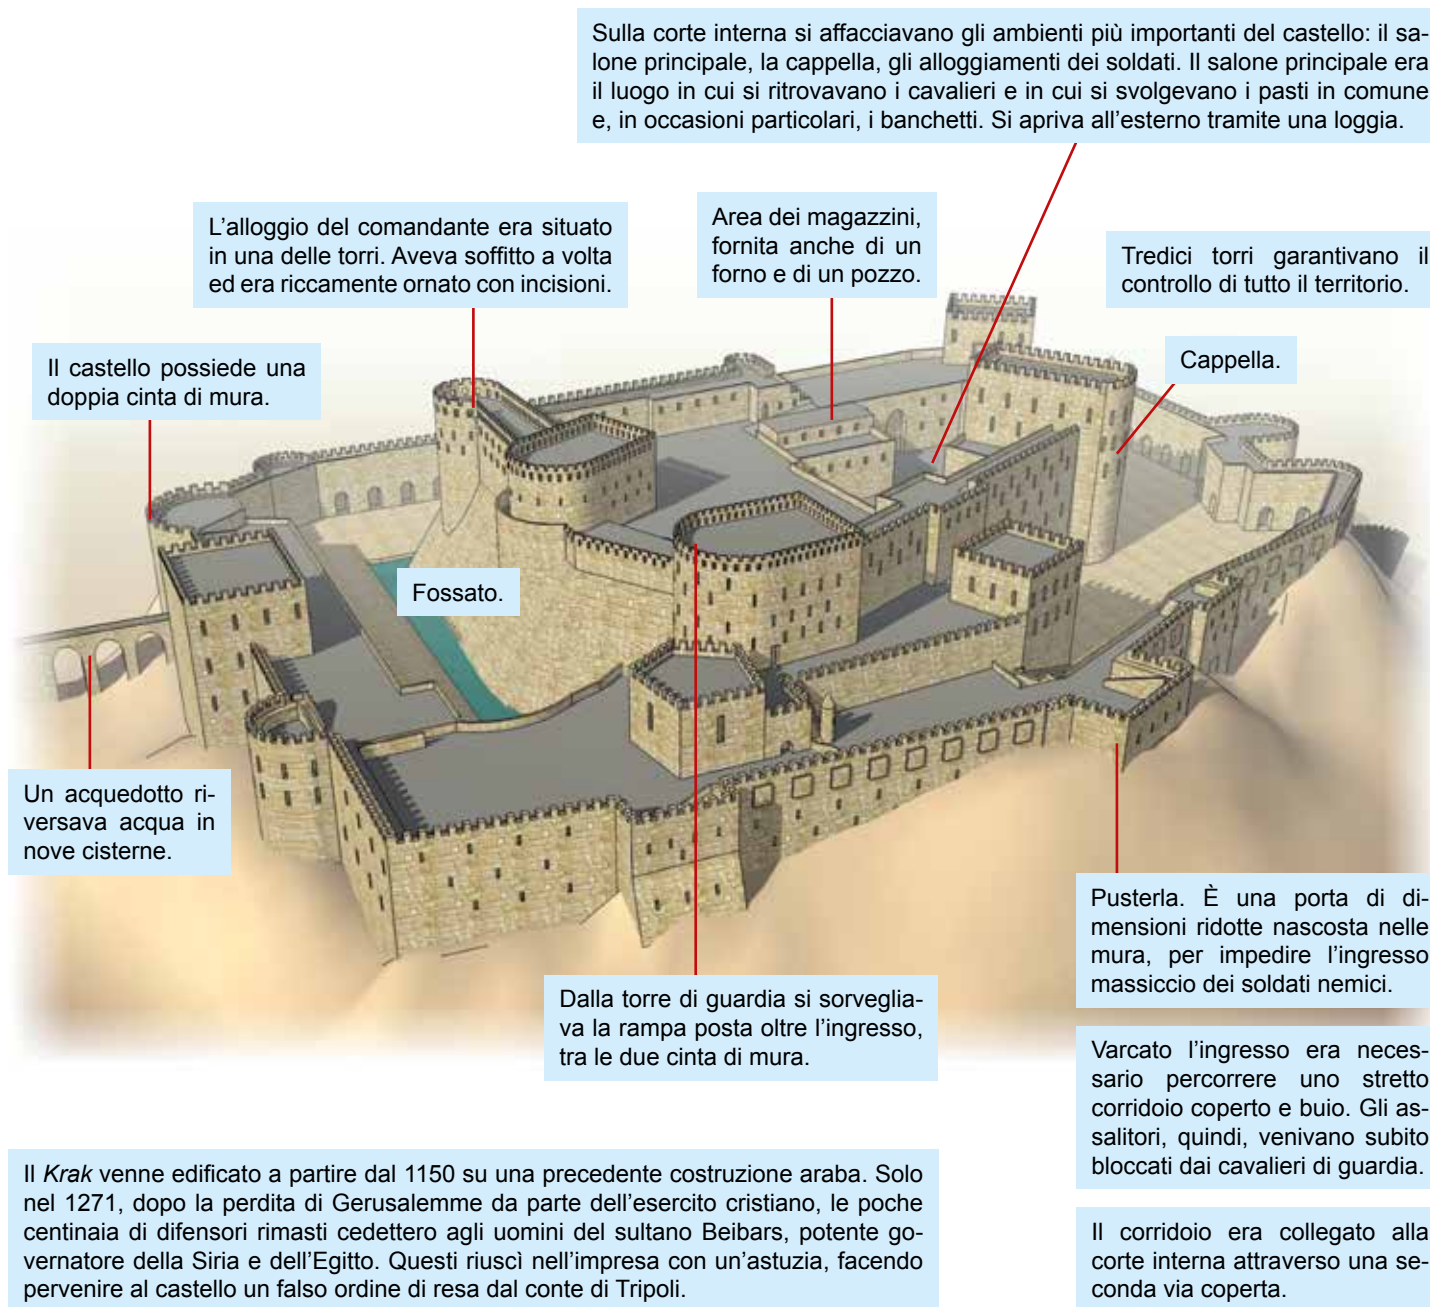 Sulla corte interna si affacciavano gli ambienti più importanti del castello: il sa-
lone principale, la cappella, gli alloggiamenti dei soldati. Il salone principale era
il luogo in cui si ritrovavano i cavalieri e in cui si svolgevano i pasti in comune
e, in occasioni particolari, i banchetti. Si apriva all’esterno tramite una loggia.
L’alloggio del comandante era situato
in una delle torri. Aveva soffitto a volta
ed era riccamente ornato con incisioni.
Area dei magazzini,
fornita anche di un
forno e di un pozzo.
Tredici torri garantivano il
controllo di tutto il territorio.
Il castello possiede una
doppia cinta di mura.
Cappella.
Fossato.
Un acquedotto ri-
versava acqua in
nove cisterne.
Pusterla. È una porta di di-
mensioni ridotte nascosta nelle
mura, per impedire l’ingresso
massiccio dei soldati nemici.
Dalla torre di guardia si sorveglia-
va la rampa posta oltre l’ingresso,
tra le due cinta di mura.
Varcato l’ingresso era neces-
sario percorrere uno stretto
corridoio coperto e buio. Gli as-
salitori, quindi, venivano subito
bloccati dai cavalieri di guardia.
Il Krak venne edificato a partire dal 1150 su una precedente costruzione araba. Solo
nel 1271, dopo la perdita di Gerusalemme da parte dell’esercito cristiano, le poche
centinaia di difensori rimasti cedettero agli uomini del sultano Beibars, potente go-
vernatore della Siria e dell’Egitto. Questi riuscì nell’impresa con un’astuzia, facendo
pervenire al castello un falso ordine di resa dal conte di Tripoli.
Il corridoio era collegato alla
corte interna attraverso una se-
conda via coperta.